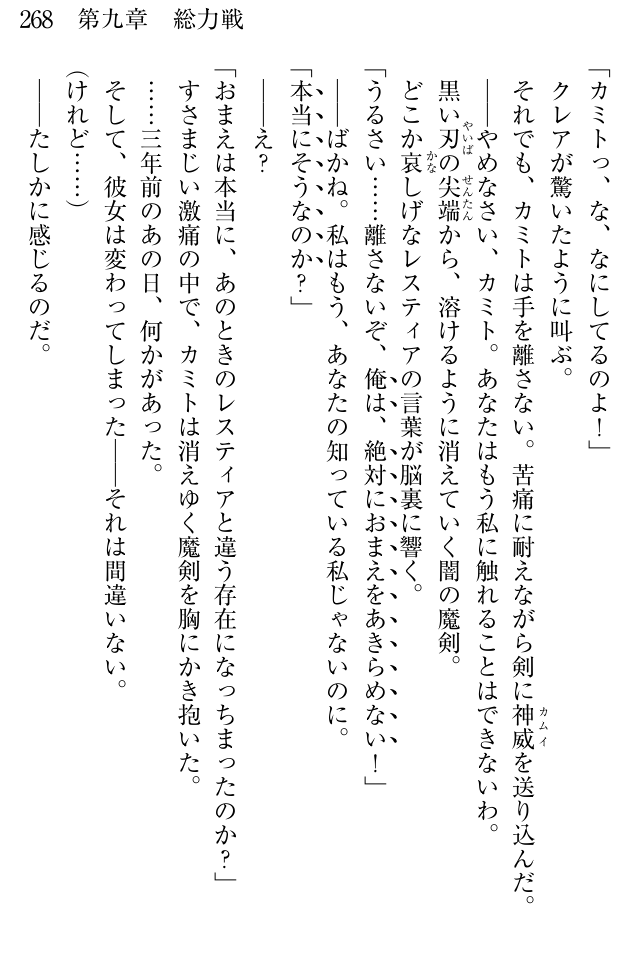 268　第九章　総力戦
「カミトっ、な、なにしてるのよ！」
クレアが驚いたように叫ぶ。
それでも、カミトは手を離さない。苦痛に耐えながら剣に神威を送り込んだ。
カムイ
――やめなさい、カミト。あなたはもう私に触れることはできないわ。
黒い刃の尖端から、溶けるように消えていく闇の魔剣。
やいば　せんたん
どこか哀しげなレスティアの言葉が脳裏に響く。
かな
「うるさい……離さないぞ、俺は、絶対におまえをあきらめない！」
――ばかね。私はもう、あなたの知っている私じゃないのに。
「本当にそうなのか？」
――え？
「おまえは本当に、あのときのレスティアと違う存在になっちまったのか？」
すさまじい激痛の中で、カミトは消えゆく魔剣を胸にかき抱いた。
……三年前のあの日、何かがあった。
そして、彼女は変わってしまった――それは間違いない。
（けれど……）
――たしかに感じるのだ。